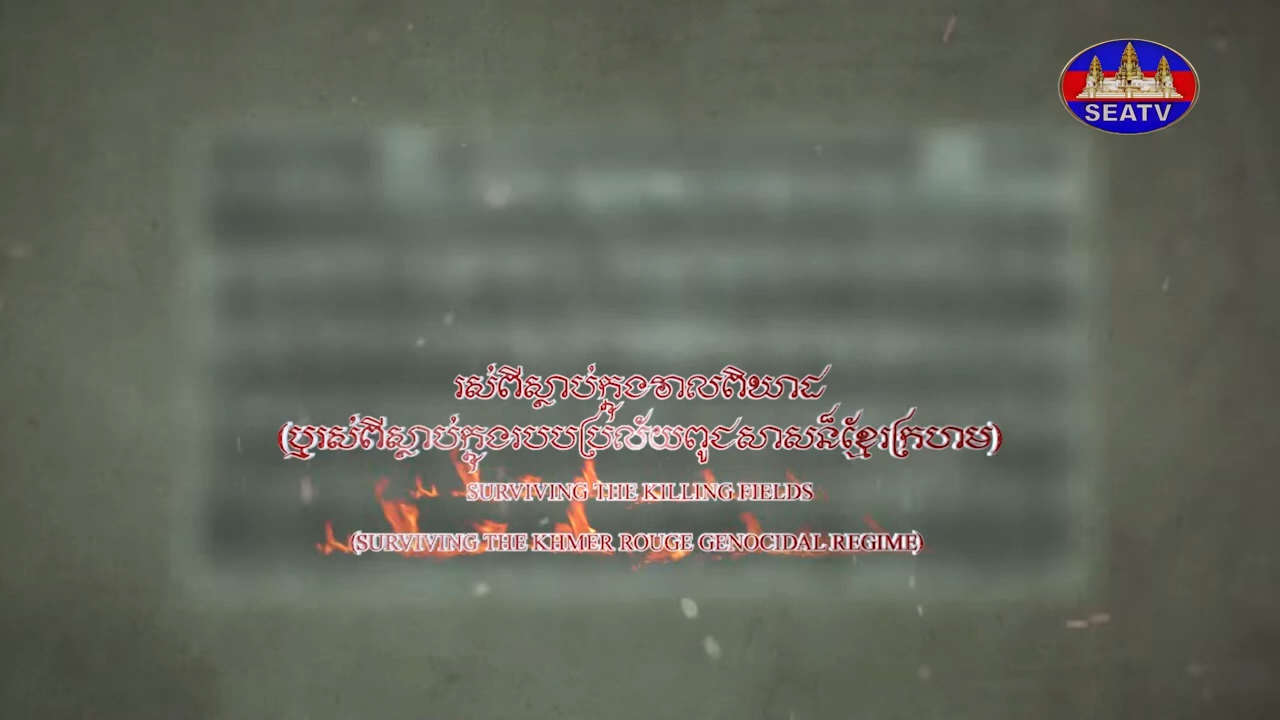 SEATV
រស់ពីស្លាប់ក្នុងវាលពិឃាដ
(ឬរស់ពីស្លាប់ក្នុងរបបប្រល័យពូជសាសន៍ខ្មែរក្រហម)
SURVIVING THE KILLING FIELDS
(SURVIVING THE KHMER ROUGE GENOCIDAL REGIME)